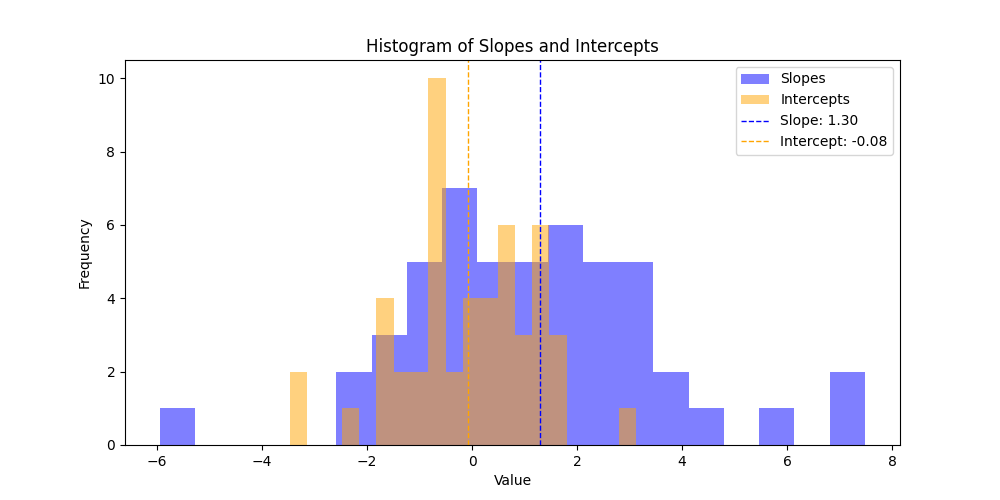 Histogram of Slopes and Intercepts
Slopes
Intercepts
Slope: 1.30
Intercept: -0.08
Frequency
10
8
6
4
2
0
−6
−4
−2
0
2
4
6
8
Value